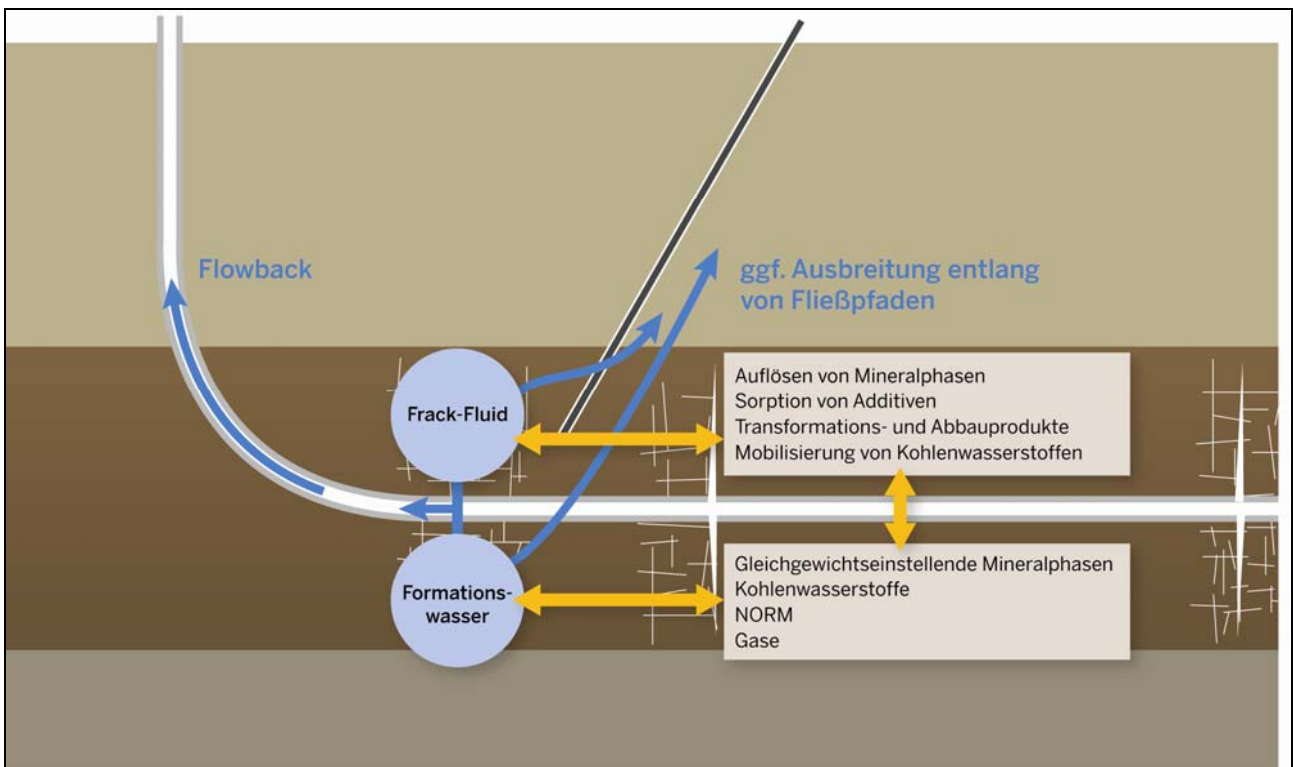 Flowback
ggf. Ausbreitung entlang
von Fließpfaden
Frack-Fluid
Auflösen von Mineralphasen
Sorption von Additiven
Transformations- und Abbauprodukte
Mobilisierung von Kohlenwasserstoffen
Formations-
wasser
Gleichgewichtseinstellende Mineralphasen
Kohlenwasserstoffe
NORM
Gase